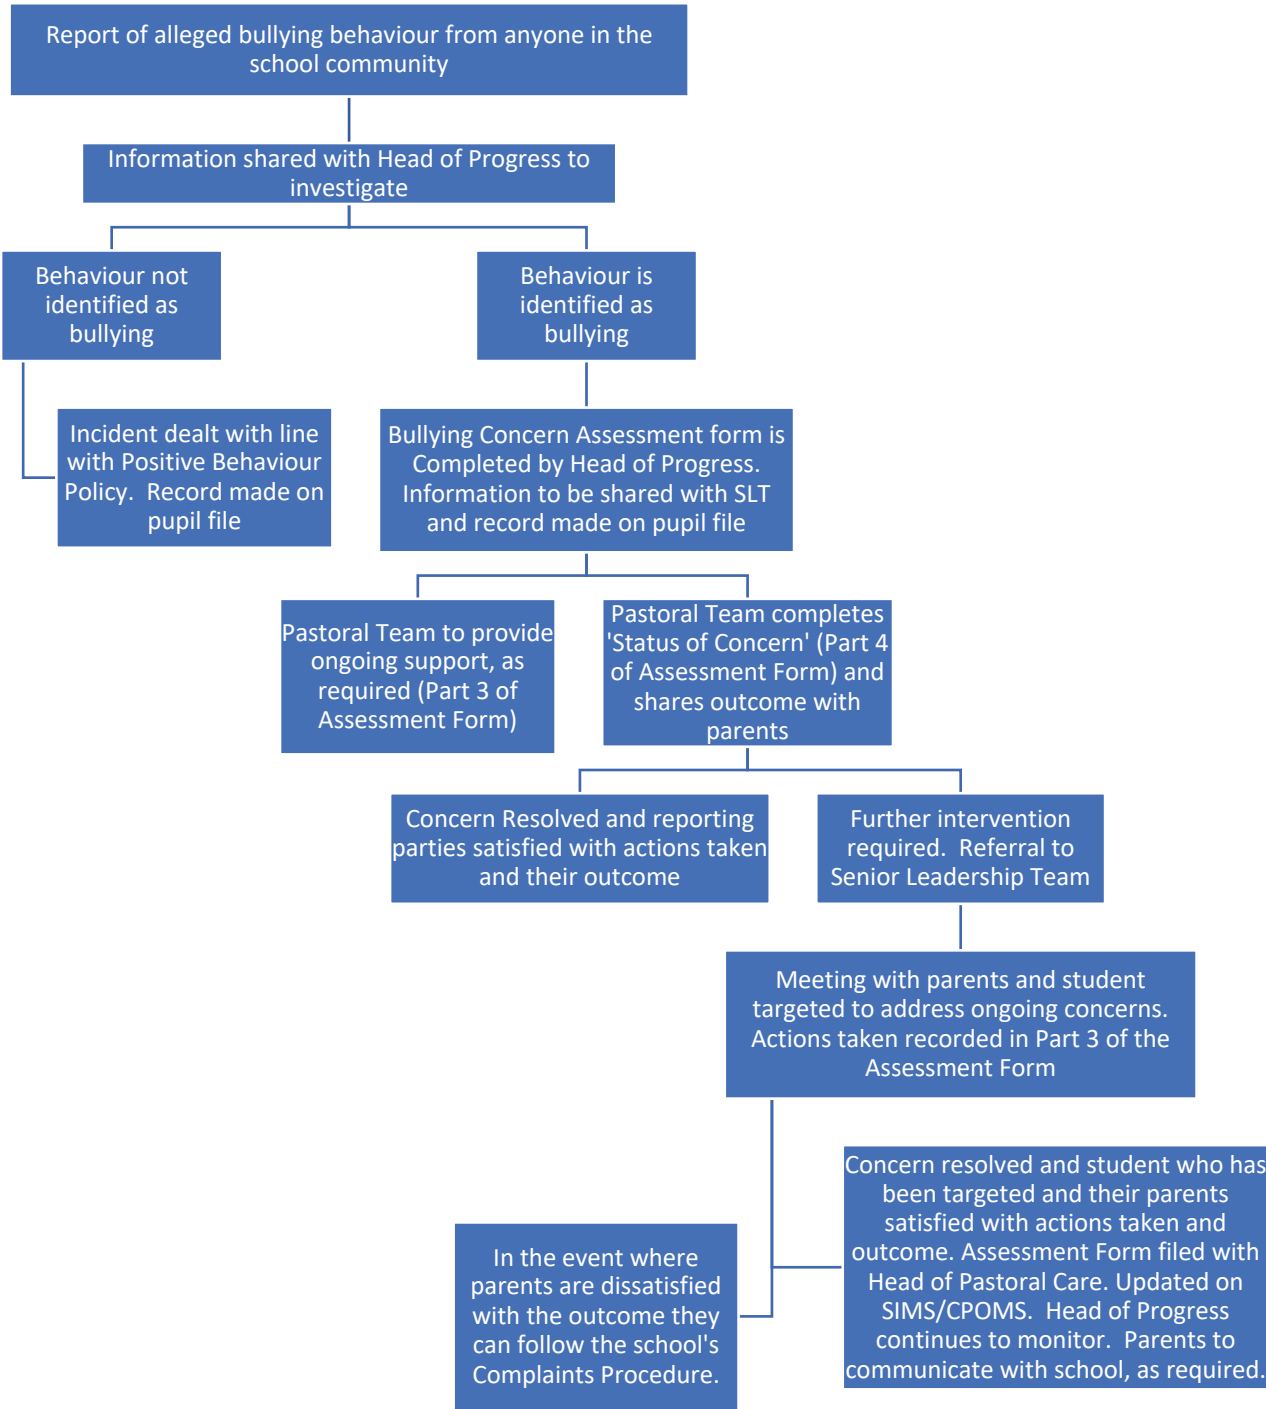 Report of alleged bullying behaviour from anyone in the
school community
Information shared with Head of Progress to
investigate
Behaviour not
identified as
bullying
Behaviour is
identified as
bullying
Incident dealt with line
with Positive Behaviour
Policy.  Record made on
pupil file
Bullying Concern Assessment form is
Completed by Head of Progress.
Information to be shared with SLT
and record made on pupil file
Pastoral Team to provide
ongoing support, as
required (Part 3 of
Assessment Form)
Pastoral Team completes
'Status of Concern' (Part 4
of Assessment Form) and
shares outcome with
parents
Concern Resolved and reporting
parties satisfied with actions taken
and their outcome
Further intervention
required.  Referral to
Senior Leadership Team
Meeting with parents and student
targeted to address ongoing concerns.
Actions taken recorded in Part 3 of the
Assessment Form
In the event where
parents are dissatisfied
with the outcome they
can follow the school's
Complaints Procedure.
Concern resolved and student who has
been targeted and their parents
satisfied with actions taken and
outcome. Assessment Form filed with
Head of Pastoral Care. Updated on
SIMS/CPOMS.  Head of Progress
continues to monitor.  Parents to
communicate with school, as required.